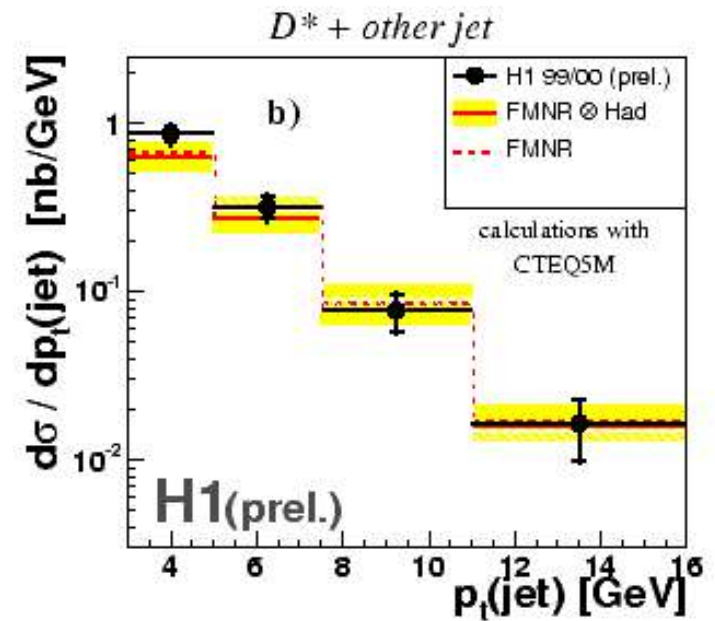 D* + other jet
H1 99/00 (prel.)
FMNR ⊗ Had
FMNR
b)
calculations with
CTEQ5M
dσ / dpₜ(jet) [nb/GeV]
1
10⁻¹
10⁻²
H1(prel.)
4 6 8 10 12 14 16
pₜ(jet) [GeV]